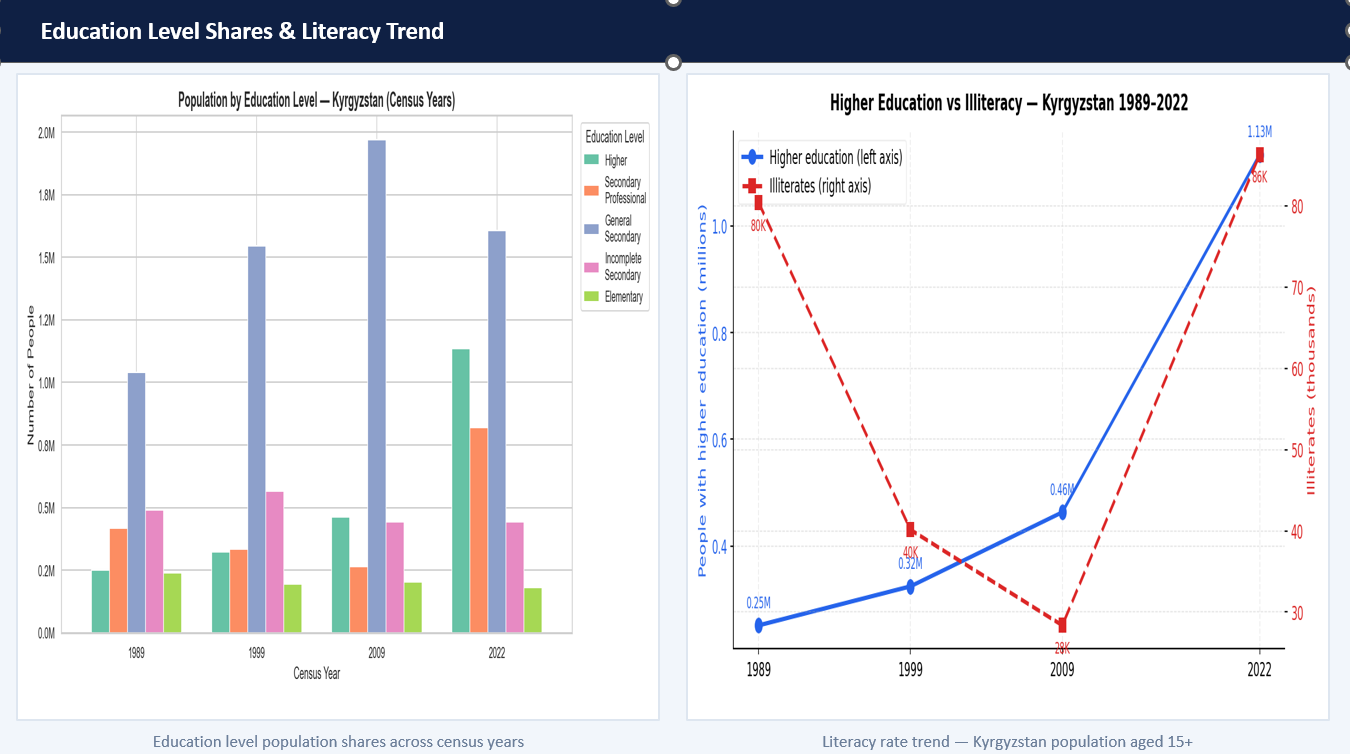 Education Level Shares & Literacy Trend
Population by Education Level — Kyrgyzstan (Census Years)
Number of People
2.0M
1.8M
1.5M
1.2M
1.0M
0.8M
0.5M
0.2M
0.0M
1989
1999
2009
2022
Census Year
Education Level
Higher
Secondary
Professional
General
Secondary
Incomplete
Secondary
Elementary
Education level population shares across census years
Higher Education vs Illiteracy — Kyrgyzstan 1989–2022
Higher education (left axis)
Illiterates (right axis)
People with higher education (millions)
1.0
0.8
0.6
0.4
0.25M
0.32M
0.46M
1.13M
80K
40K
28K
86K
80
70
60
50
40
30
Illiterates (thousands)
1989
1999
2009
2022
Literacy rate trend — Kyrgyzstan population aged 15+